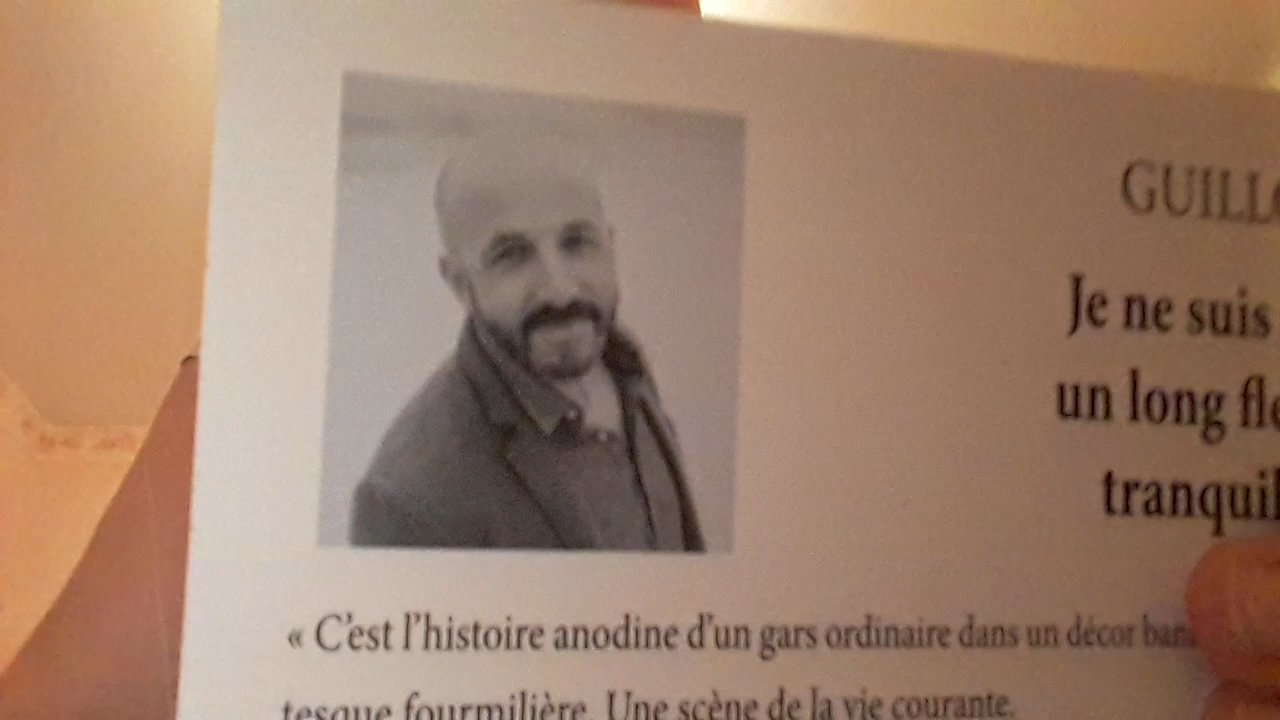 GUILL
Je ne suis
un long fl
tranquil
« C'est l'histoire anodine d'un gars ordinaire dans un décor
tesque fourmilière. Une scène de la vie courante.